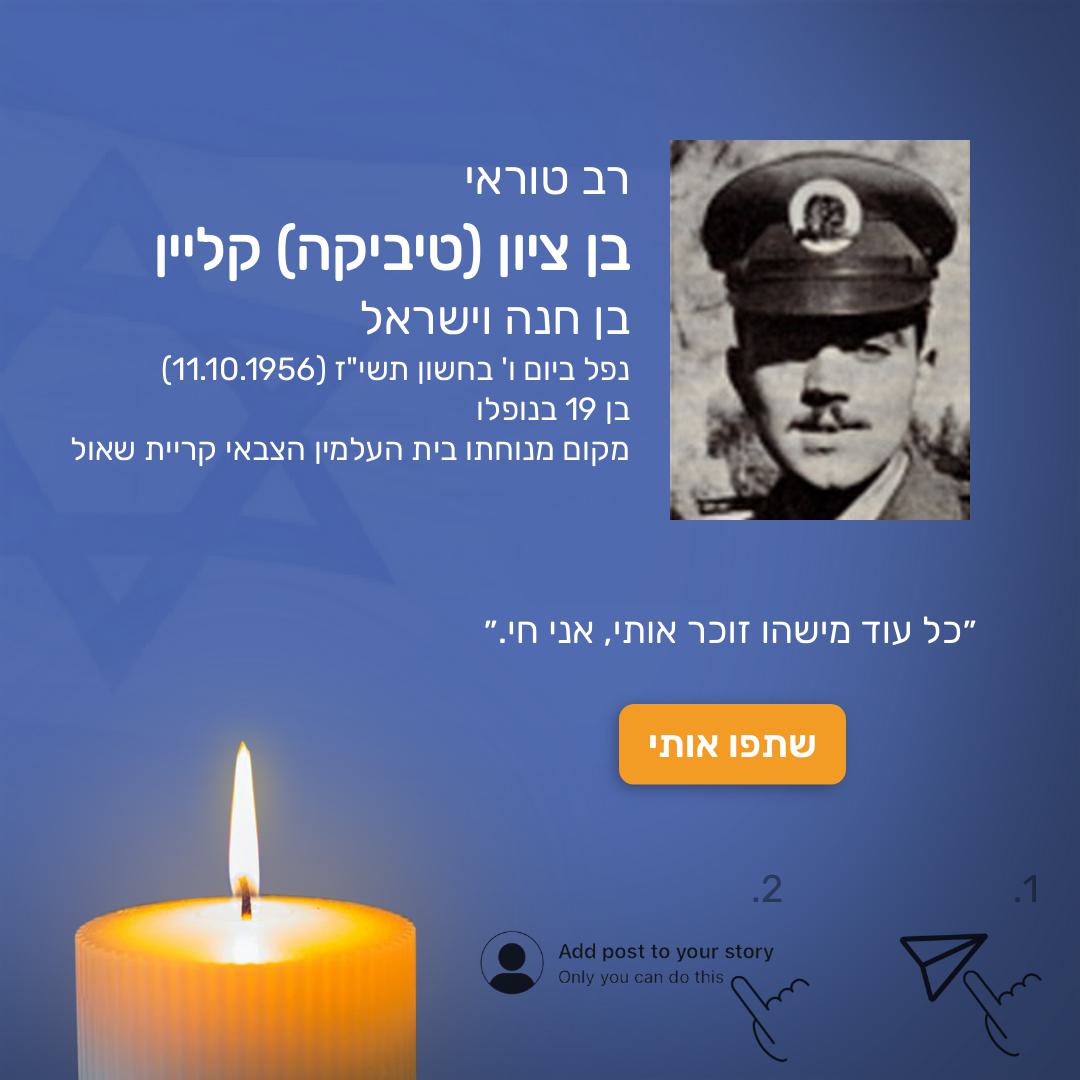 רב טוראי
בן ציון (טיביקה) קליין
בן חנה וישראל
נפל ביום ו' בחשון תשי"ז (11.10.1956)
בן 19 בנופלו
מקום מנוחתו בית העלמין הצבאי קריית שאול
״כל עוד מישהו זוכר אותי, אני חי.״
שתפו אותי
.1
.2
Add post to your story
Only you can do this